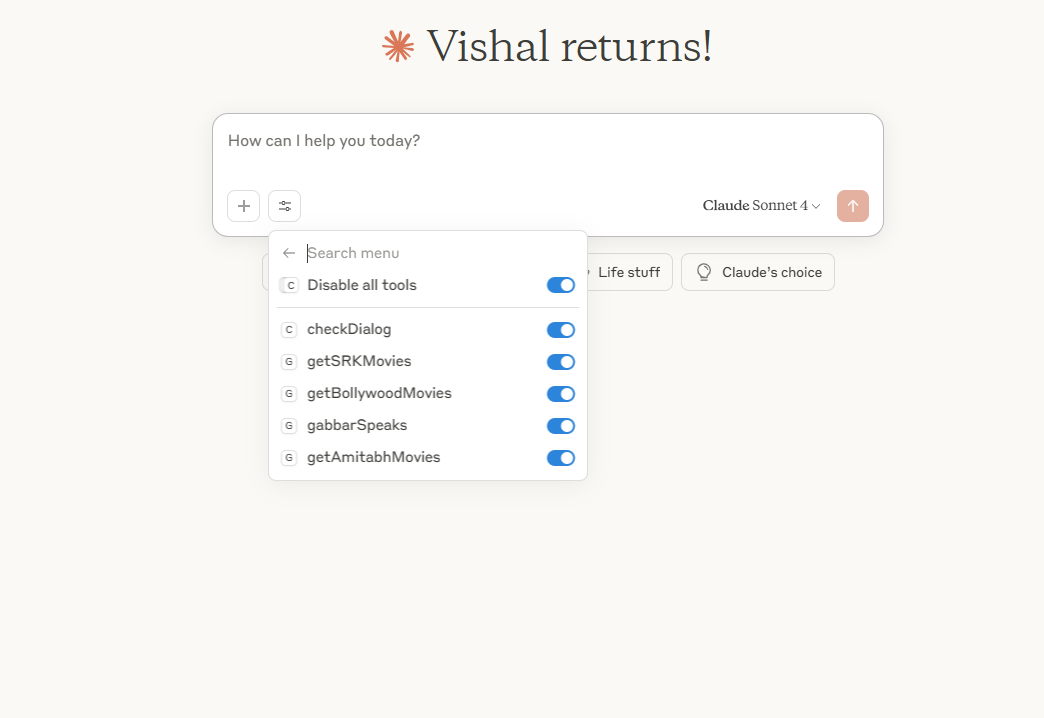 Vishal returns!
How can I help you today?
Claude Sonnet 4
Search menu
C Disable all tools
Life stuff
Claude's choice
C checkDialog
G getSRKMovies
G getBollywoodMovies
G gabbarSpeaks
G getAmitabhMovies